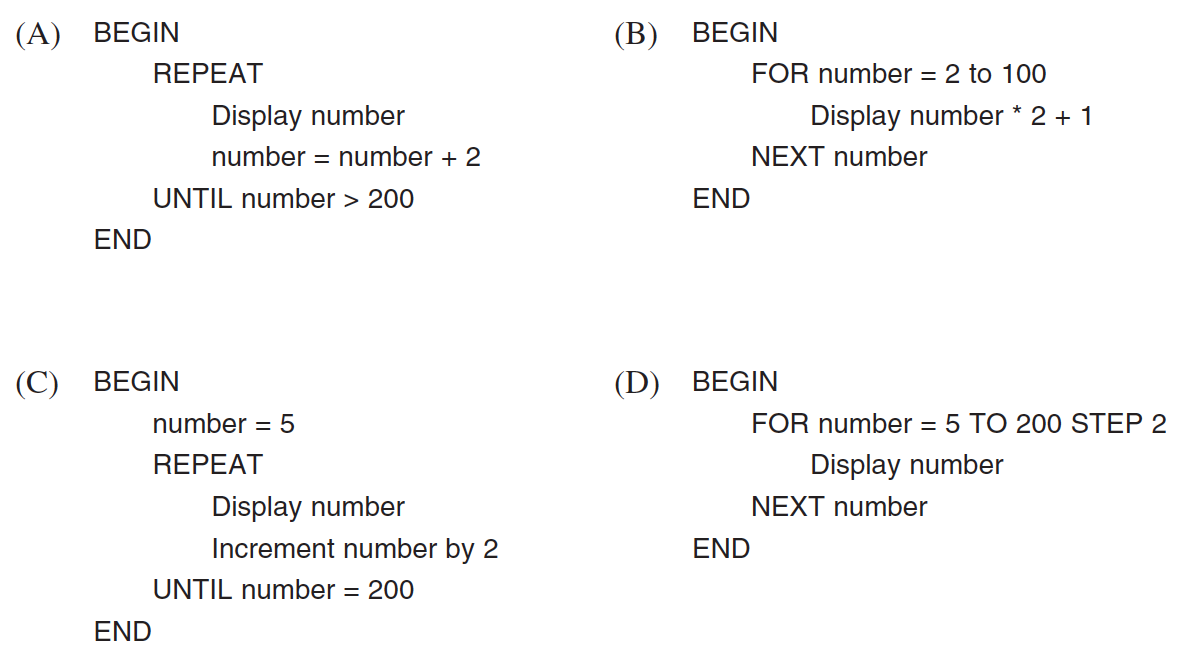 (A) BEGIN
REPEAT
Display number
number = number + 2
UNTIL number > 200
END
(B) BEGIN
FOR number = 2 to 100
Display number * 2 + 1
NEXT number
END
(C) BEGIN
number = 5
REPEAT
Display number
Increment number by 2
UNTIL number = 200
END
(D) BEGIN
FOR number = 5 TO 200 STEP 2
Display number
NEXT number
END